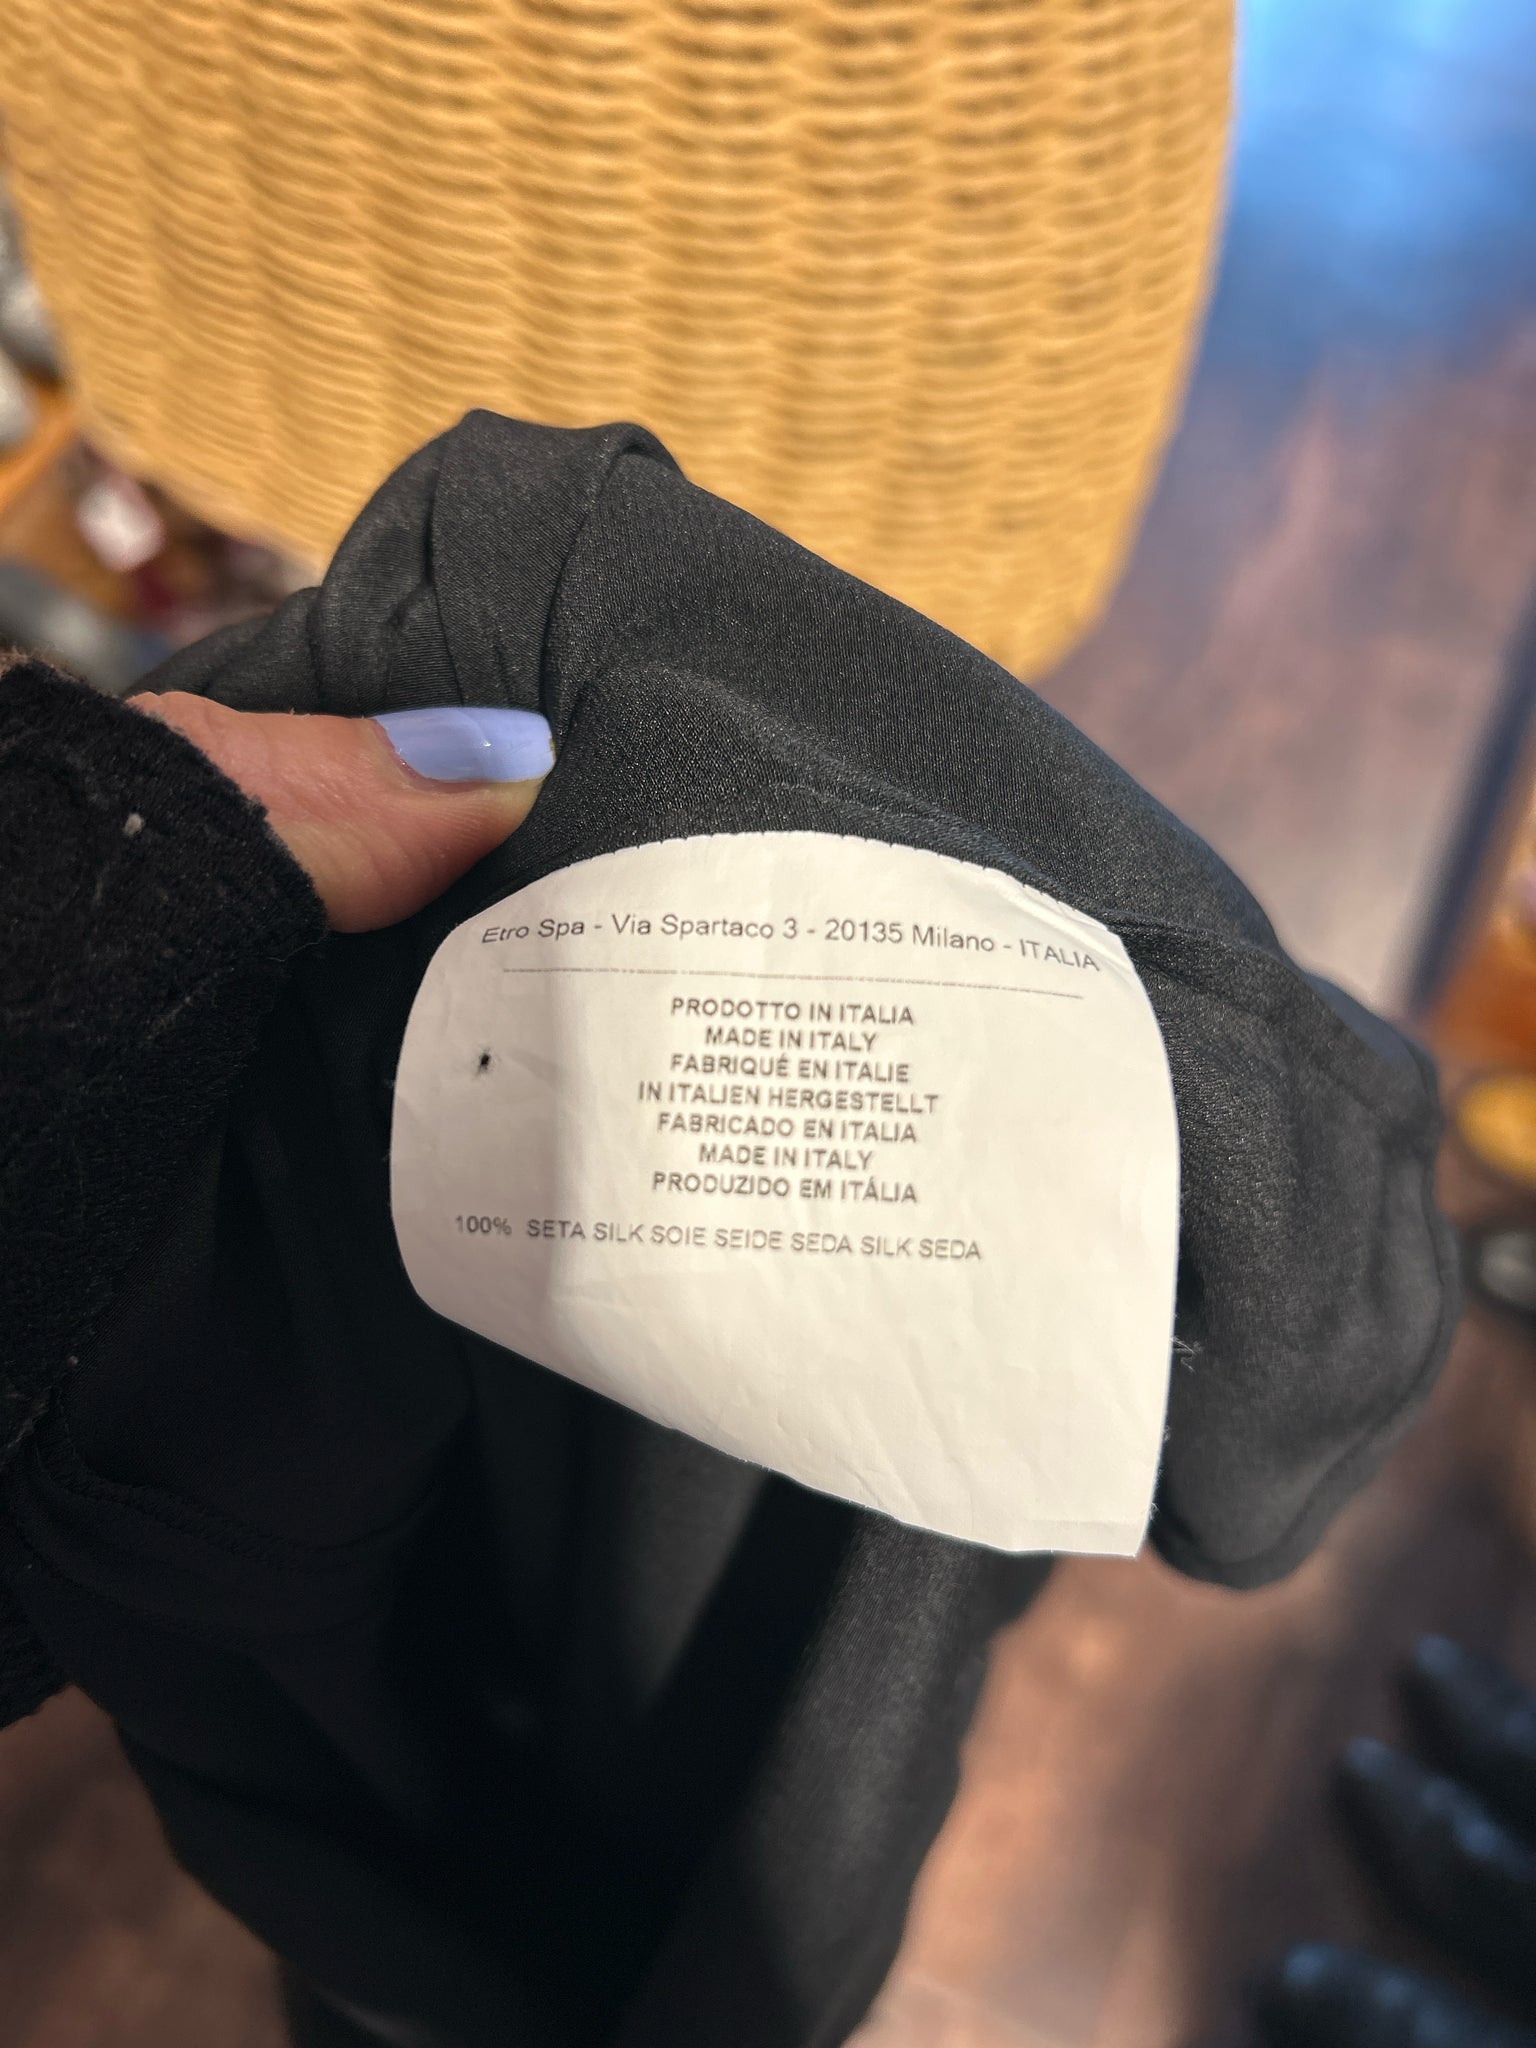 Etro Spa - Via Spartaco 3 - 20135 Milano - ITALIA
PRODOTTO IN ITALIA
MADE IN ITALY
FABRIQUÉ EN ITALIE
IN ITALIEN HERGESTELLT
FABRICADO EN ITALIA
MADE IN ITALY
PRODUZIDO EM ITÁLIA
100% SETA SILK SOIE SEIDE SEDA SILK SEDA